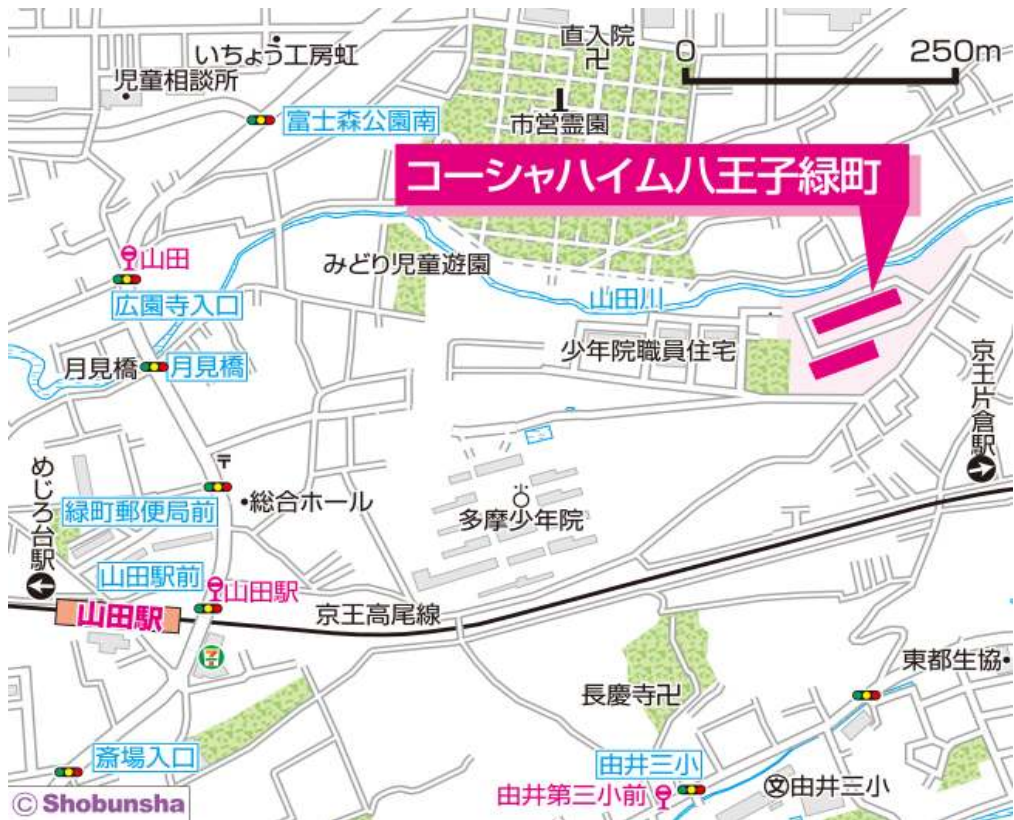 いちょう工房虹
児童相談所
富士森公園南
直入院
市営霊園
0 250m
コーシャハイム八王子緑町
山田
広園寺入口
みどり児童遊園
山田川
月見橋
月見橋
少年院職員住宅
京王片倉駅
めじろ台駅
緑町郵便局前
総合ホール
多摩少年院
山田駅前
山田駅
山田駅
京王高尾線
7
長慶寺
東都生協
斎場入口
由井三小
由井第三小前
文
由井三小
© Shobunsha